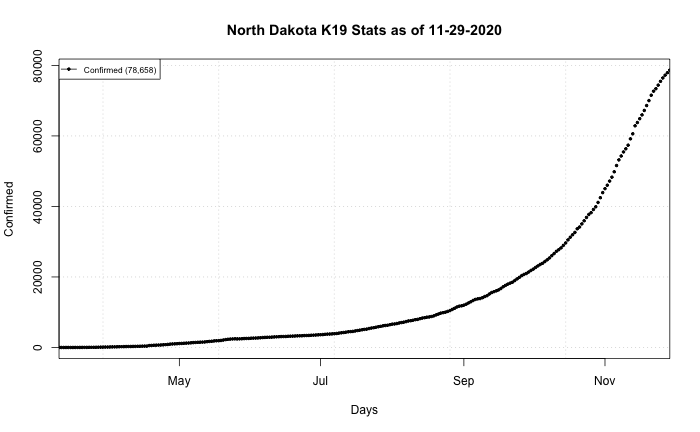 North Dakota K19 Stats as of 11-29-2020
Confirmed (78,658)
Confirmed
80000
60000
40000
20000
0
May Jul Sep Nov
Days